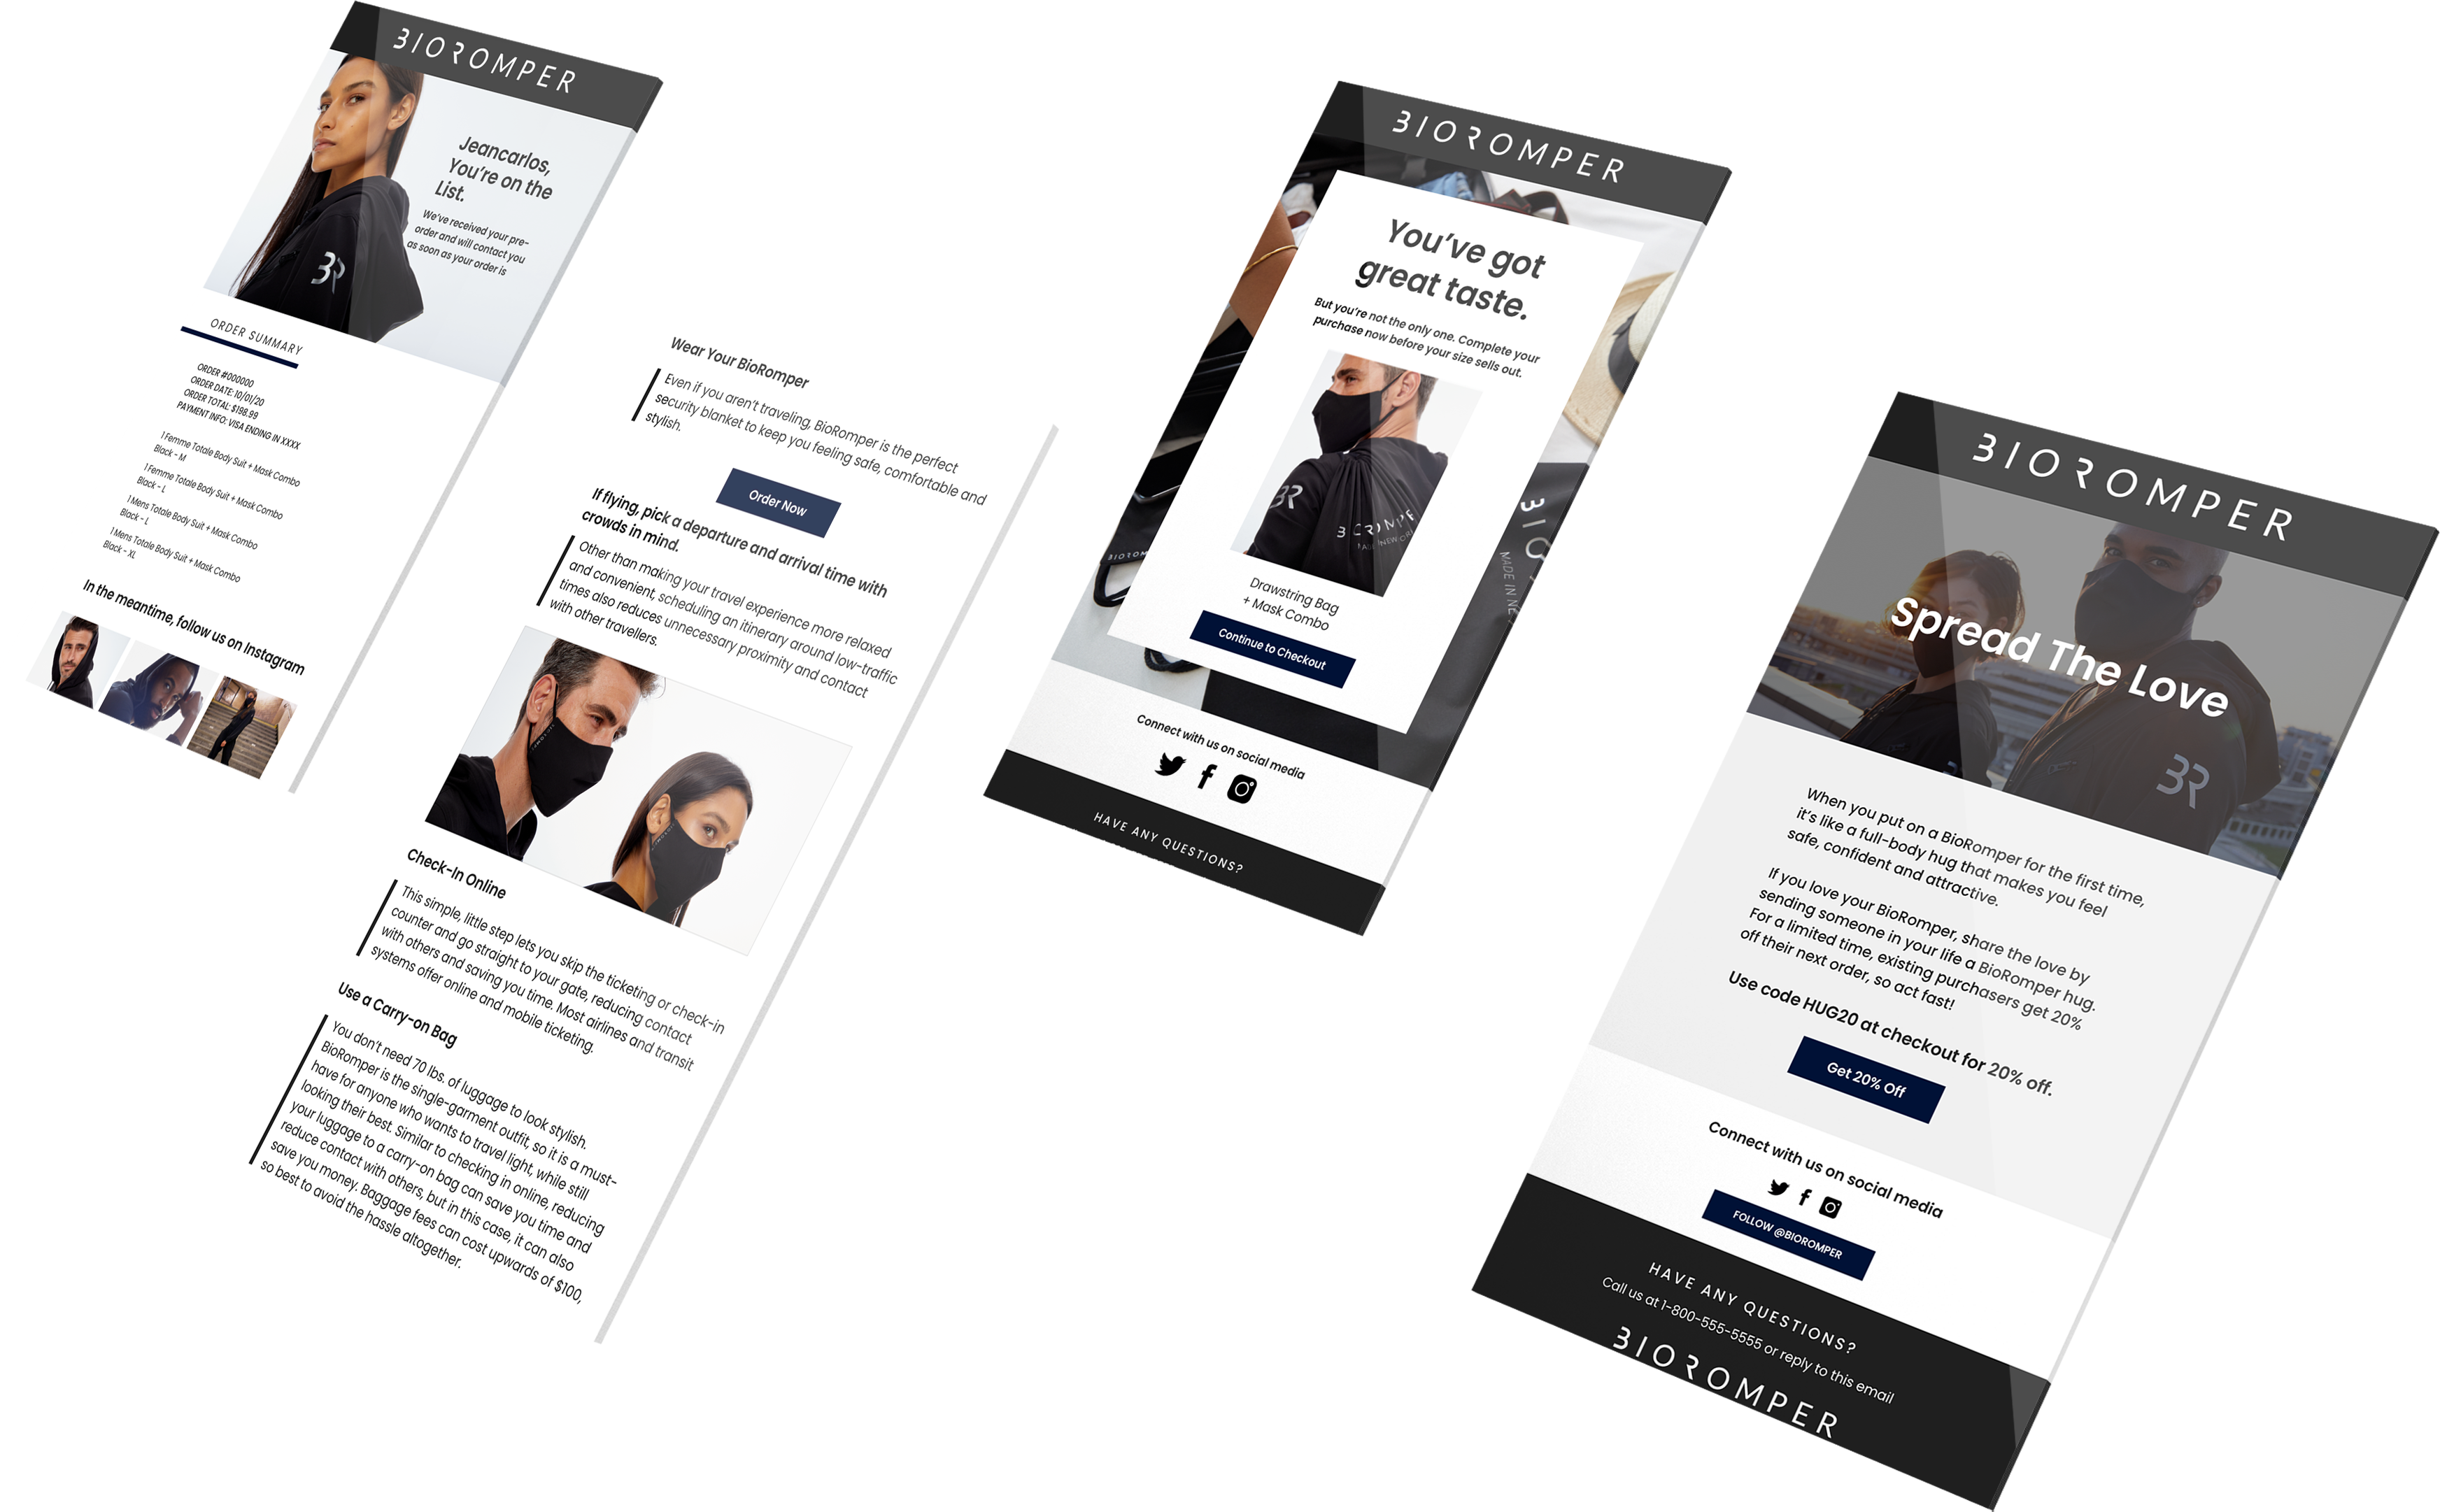 BIOROMPER
Jeancarlos,
You're on the
List.
We've received your pre-
order and will contact you
as soon as your order is
BR
ORDER SUMMARY
ORDER #000000
ORDER DATE: 10/01/20
ORDER TOTAL: $198.99
PAYMENT INFO: VISA ENDING IN XXXX
1 Femme Totale Body Suit + Mask Combo
Black - M
1 Femme Totale Body Suit + Mask Combo
Black - L
1 Mens Totale Body Suit + Mask Combo
Black - L
1 Mens Totale Body Suit + Mask Combo
Black - XL
In the meantime, follow us on Instagram
Wear Your BioRomper
Even if you aren't traveling, BioRomper is the perfect
security blanket to keep you feeling safe, comfortable and
stylish.
Order Now
If flying, pick a departure and arrival time with
crowds in mind.
Other than making your travel experience more relaxed
and convenient, scheduling an itinerary around low-traffic
times also reduces unnecessary proximity and contact
with other travellers.
Check-In Online
This simple, little step lets you skip the ticketing or check-in
counter and go straight to your gate, reducing contact
with others and saving you time. Most airlines and transit
systems offer online and mobile ticketing.
Use a Carry-on Bag
You don't need 70 lbs. of luggage to look stylish.
BioRomper is the single-garment outfit, so it is a must-
have for anyone who wants to travel light, while still
looking their best. Similar to checking in online, reducing
your luggage to a carry-on bag can save you time and
reduce contact with others, but in this case, it can also
save you money. Baggage fees can cost upwards of $100,
so best to avoid the hassle altogether.
BIOROMPER
You've got
great taste.
But you're not the only one. Complete your
purchase now before your size sells out.
BR
Drawstring Bag
+ Mask Combo
Continue to Checkout
MADE IN NE
Connect with us on social media
HAVE ANY QUESTIONS?
BIOROMPER
Spread The Love
BR
When you put on a BioRomper for the first time,
it's like a full-body hug that makes you feel
safe, confident and attractive.
If you love your BioRomper, share the love by
sending someone in your life a BioRomper hug.
For a limited time, existing purchasers get 20%
off their next order, so act fast!
Use code HUG20 at checkout for 20% off.
Get 20% Off
Connect with us on social media
FOLLOW @BIOROMPER
HAVE ANY QUESTIONS?
Call us at 1-800-555-5555 or reply to this email
BIOROMPER